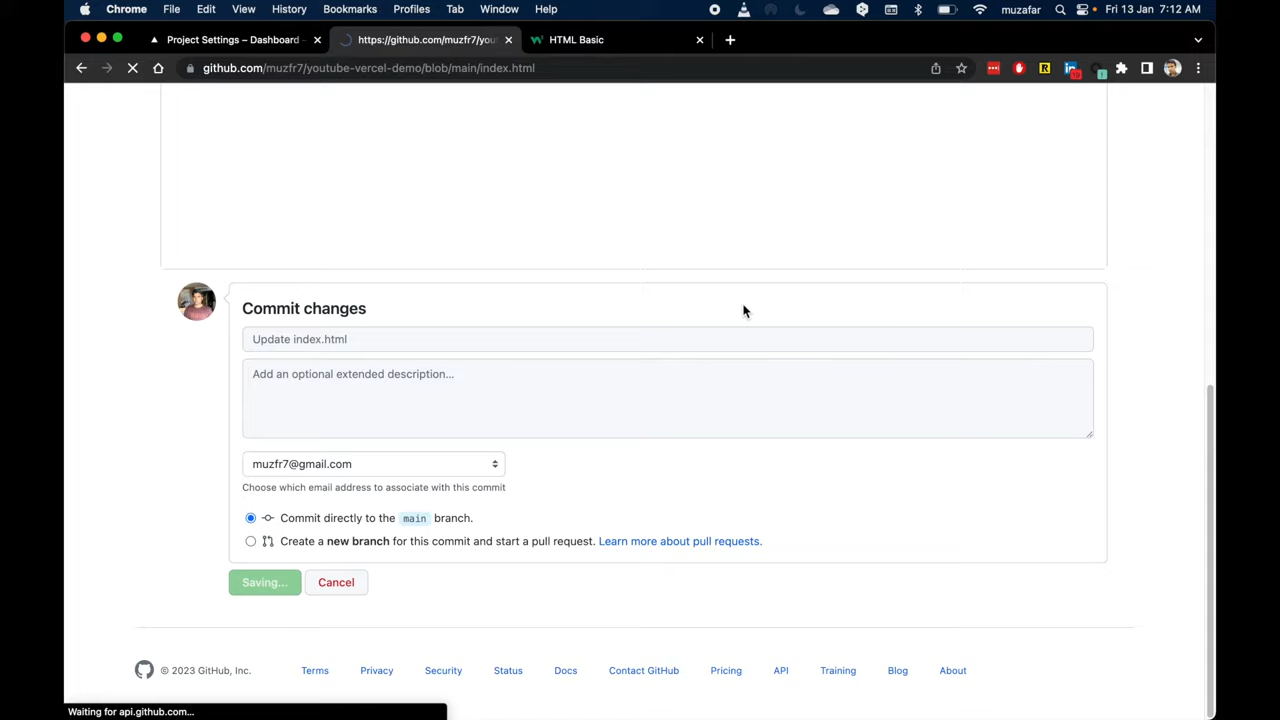 Chrome File Edit View History Bookmarks Profiles Tab Window Help muzafar Fri 13 Jan 7:12 AM
Project Settings – Dashboard https://github.com/muzfr7/you HTML Basic
github.com/muzfr7/youtube-vercel-demo/blob/main/index.html
Commit changes
Update index.html
Add an optional extended description...
muzfr7@gmail.com
Choose which email address to associate with this commit
Commit directly to the main branch.
Create a new branch for this commit and start a pull request. Learn more about pull requests.
Saving... Cancel
© 2023 GitHub, Inc. Terms Privacy Security Status Docs Contact GitHub Pricing API Training Blog About
Waiting for api.github.com...